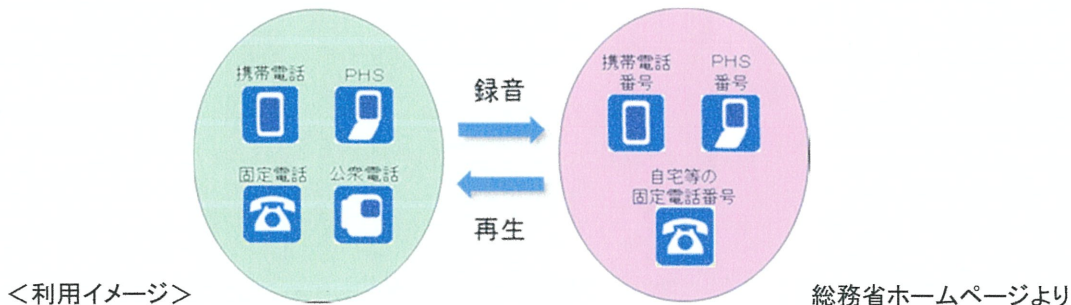 携帯電話
PHS
固定電話
公衆電話
録音
再生
携帯電話
番号
PHS
番号
自宅等の
固定電話番号
＜利用イメージ＞
総務省ホームページより